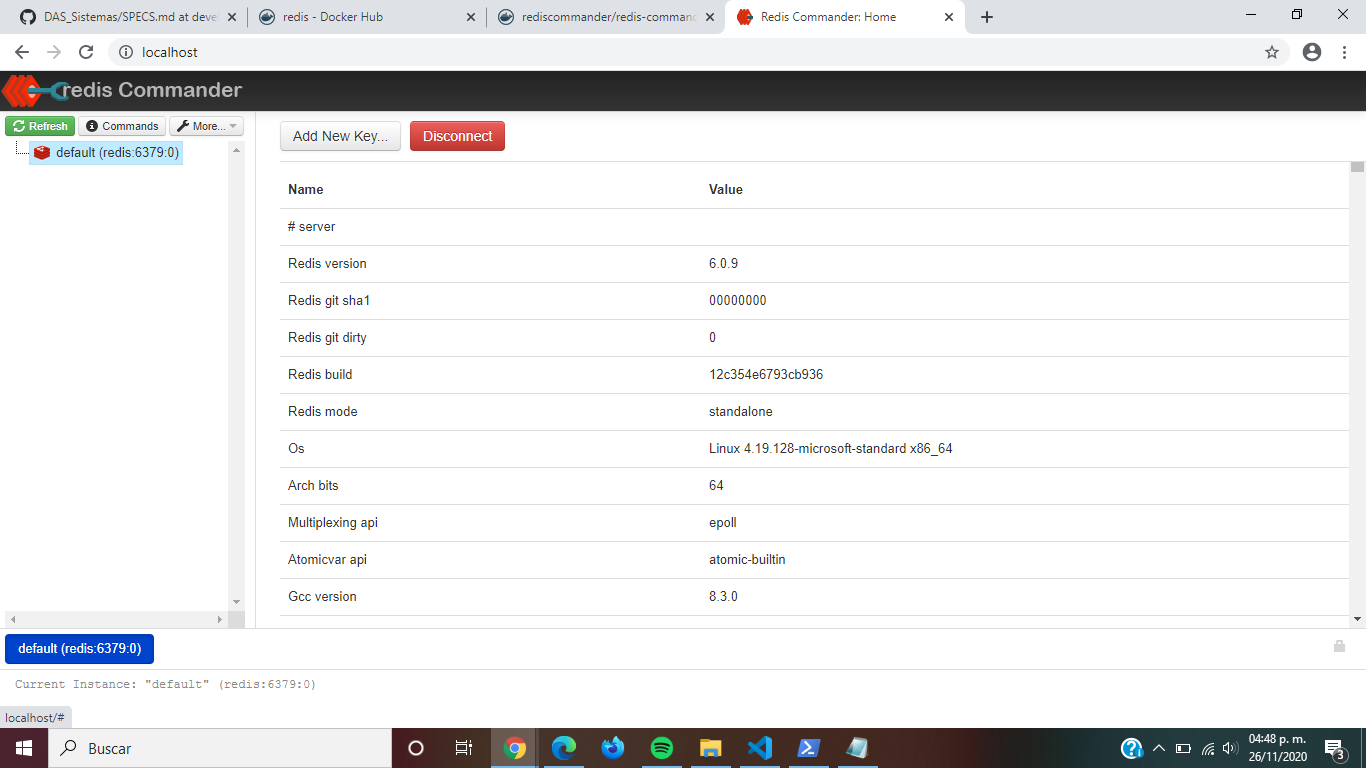 DAS_Sistemas/SPECS.md at deve
redis - Docker Hub
rediscommander/redis-comman
Redis Commander: Home
localhost
redis Commander
Refresh
Commands
More...
default (redis:6379:0)
Add New Key...
Disconnect
Name Value
# server
Redis version 6.0.9
Redis git sha1 00000000
Redis git dirty 0
Redis build 12c354e6793cb936
Redis mode standalone
Os Linux 4.19.128-microsoft-standard x86_64
Arch bits 64
Multiplexing api epoll
Atomicvar api atomic-builtin
Gcc version 8.3.0
default (redis:6379:0)
Current Instance: "default" (redis:6379:0)
localhost/#
Buscar
04:48 p. m.
26/11/2020
3